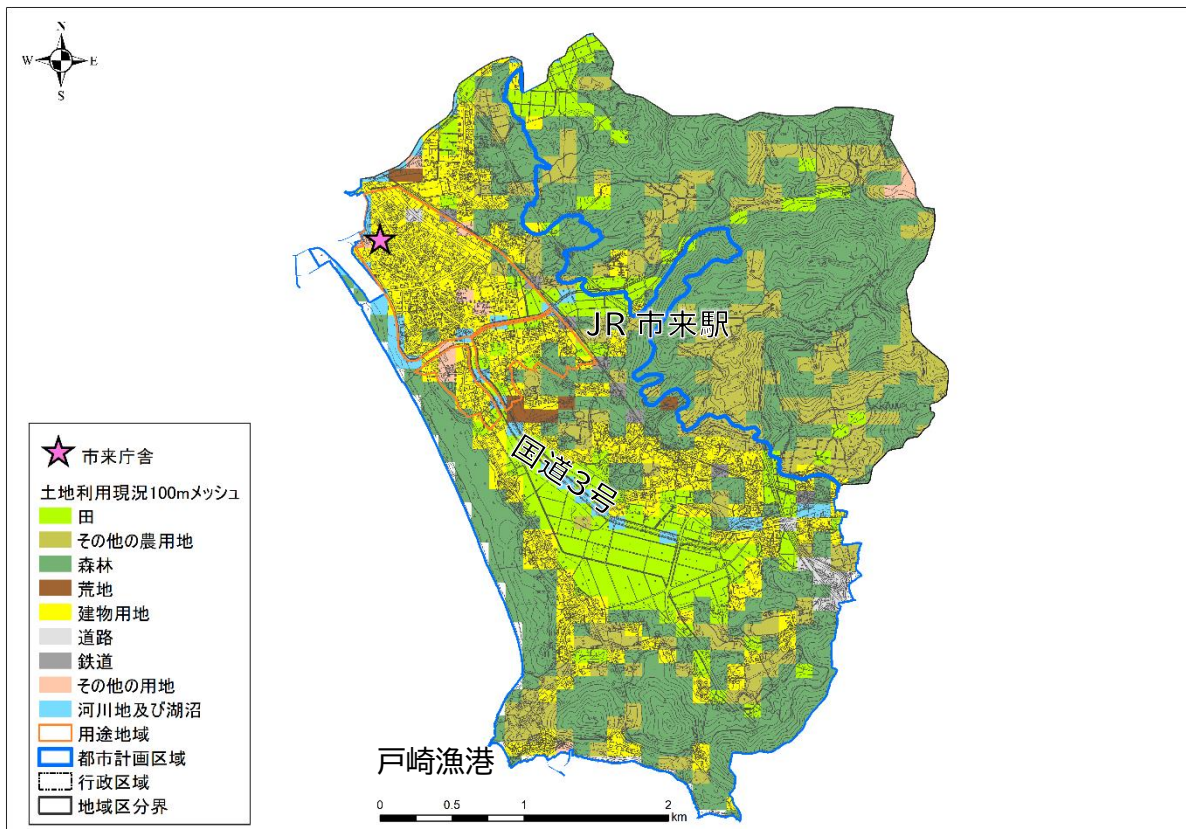 N
W E
S
JR 市来駅
国道3号
戸崎漁港
市来庁舎
土地利用現況100mメッシュ
田
その他の農用地
森林
荒地
建物用地
道路
鉄道
その他の用地
河川地及び湖沼
用途地域
都市計画区域
行政区域
地域区分界
0 0.5 1 2
km